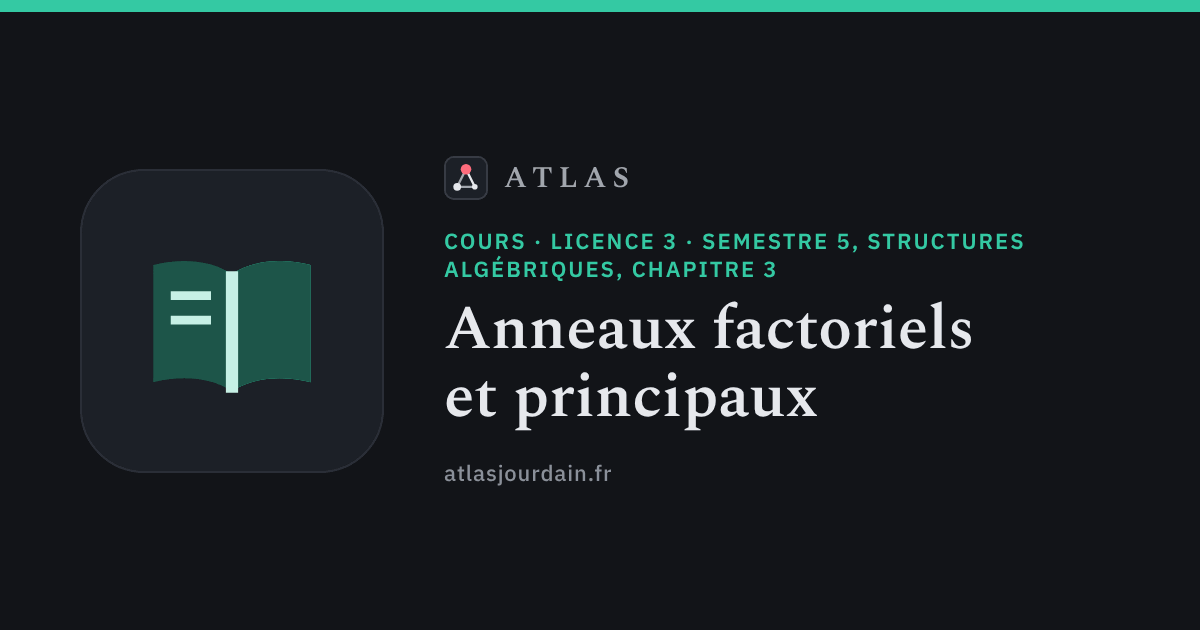 ATLAS
COURS · LICENCE 3 · SEMESTRE 5, STRUCTURES
ALGÉBRIQUES, CHAPITRE 3
Anneaux factoriels
et principaux
atlasjourdain.fr